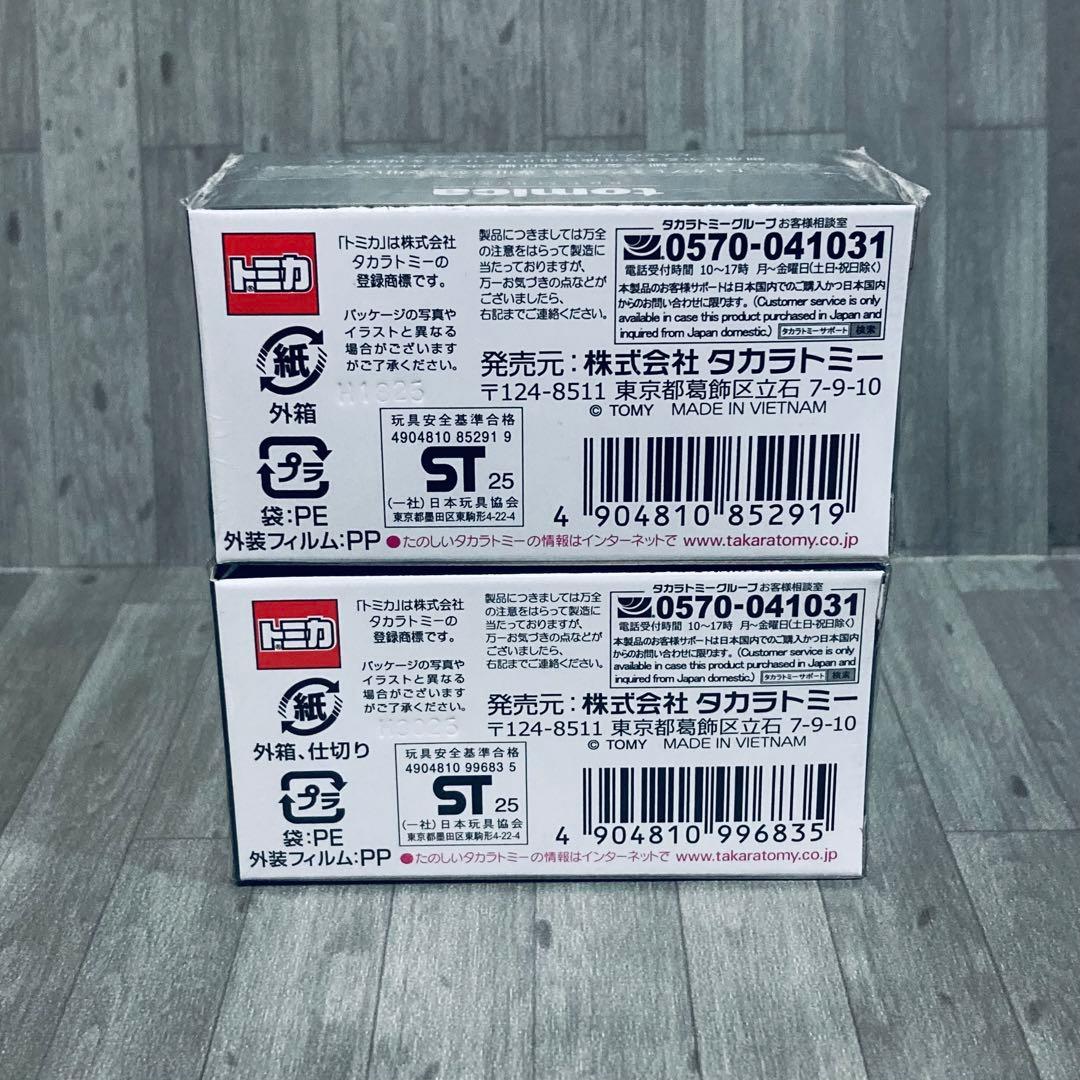 tomica
トミカ
「トミカ」は株式会社
タカラトミーの
登録商標です。
パッケージの写真や
イラストと異なる
場合がございます
がご了承ください。
紙
外箱
プラ
袋:PE
外装フィルム:PP
製品につきましては万全
の注意をはらって製造に
当たっておりますが、
万一お気づきの点などが
ございましたら、
右記までご連絡ください。
タカラトミーグループ お客様相談室
0570-041031
電話受付時間 10〜17時 月〜金曜日(土日・祝日除く)
本製品のお客様サポートは日本国内でのご購入かつ日本国内
からのお問い合わせに限ります。(Customer service is only
available in case this product purchased in Japan and
inquired from Japan domestic.) タカラトミーサポート 検索
発売元:株式会社 タカラトミー
〒124-8511 東京都葛飾区立石 7-9-10
© TOMY MADE IN VIETNAM
玩具安全基準合格
4904810 85291 9
ST 25
(一社)日本玩具協会
東京都墨田区東駒形4-22-4
4 904810 852919
●たのしいタカラトミーの情報はインターネットで www.takaratomy.co.jp
トミカ
「トミカ」は株式会社
タカラトミーの
登録商標です。
パッケージの写真や
イラストと異なる
場合がございます
がご了承ください。
紙
外箱、仕切り
プラ
袋:PE
外装フィルム:PP
製品につきましては万全
の注意をはらって製造に
当たっておりますが、
万一お気づきの点などが
ございましたら、
右記までご連絡ください。
タカラトミーグループ お客様相談室
0570-041031
電話受付時間 10〜17時 月〜金曜日(土日・祝日除く)
本製品のお客様サポートは日本国内でのご購入かつ日本国内
からのお問い合わせに限ります。(Customer service is only
available in case this product purchased in Japan and
inquired from Japan domestic.) タカラトミーサポート 検索
発売元:株式会社 タカラトミー
〒124-8511 東京都葛飾区立石 7-9-10
© TOMY MADE IN VIETNAM
玩具安全基準合格
4904810 99683 5
ST 25
(一社)日本玩具協会
東京都墨田区東駒形4-22-4
4 904810 996835
●たのしいタカラトミーの情報はインターネットで www.takaratomy.co.jp